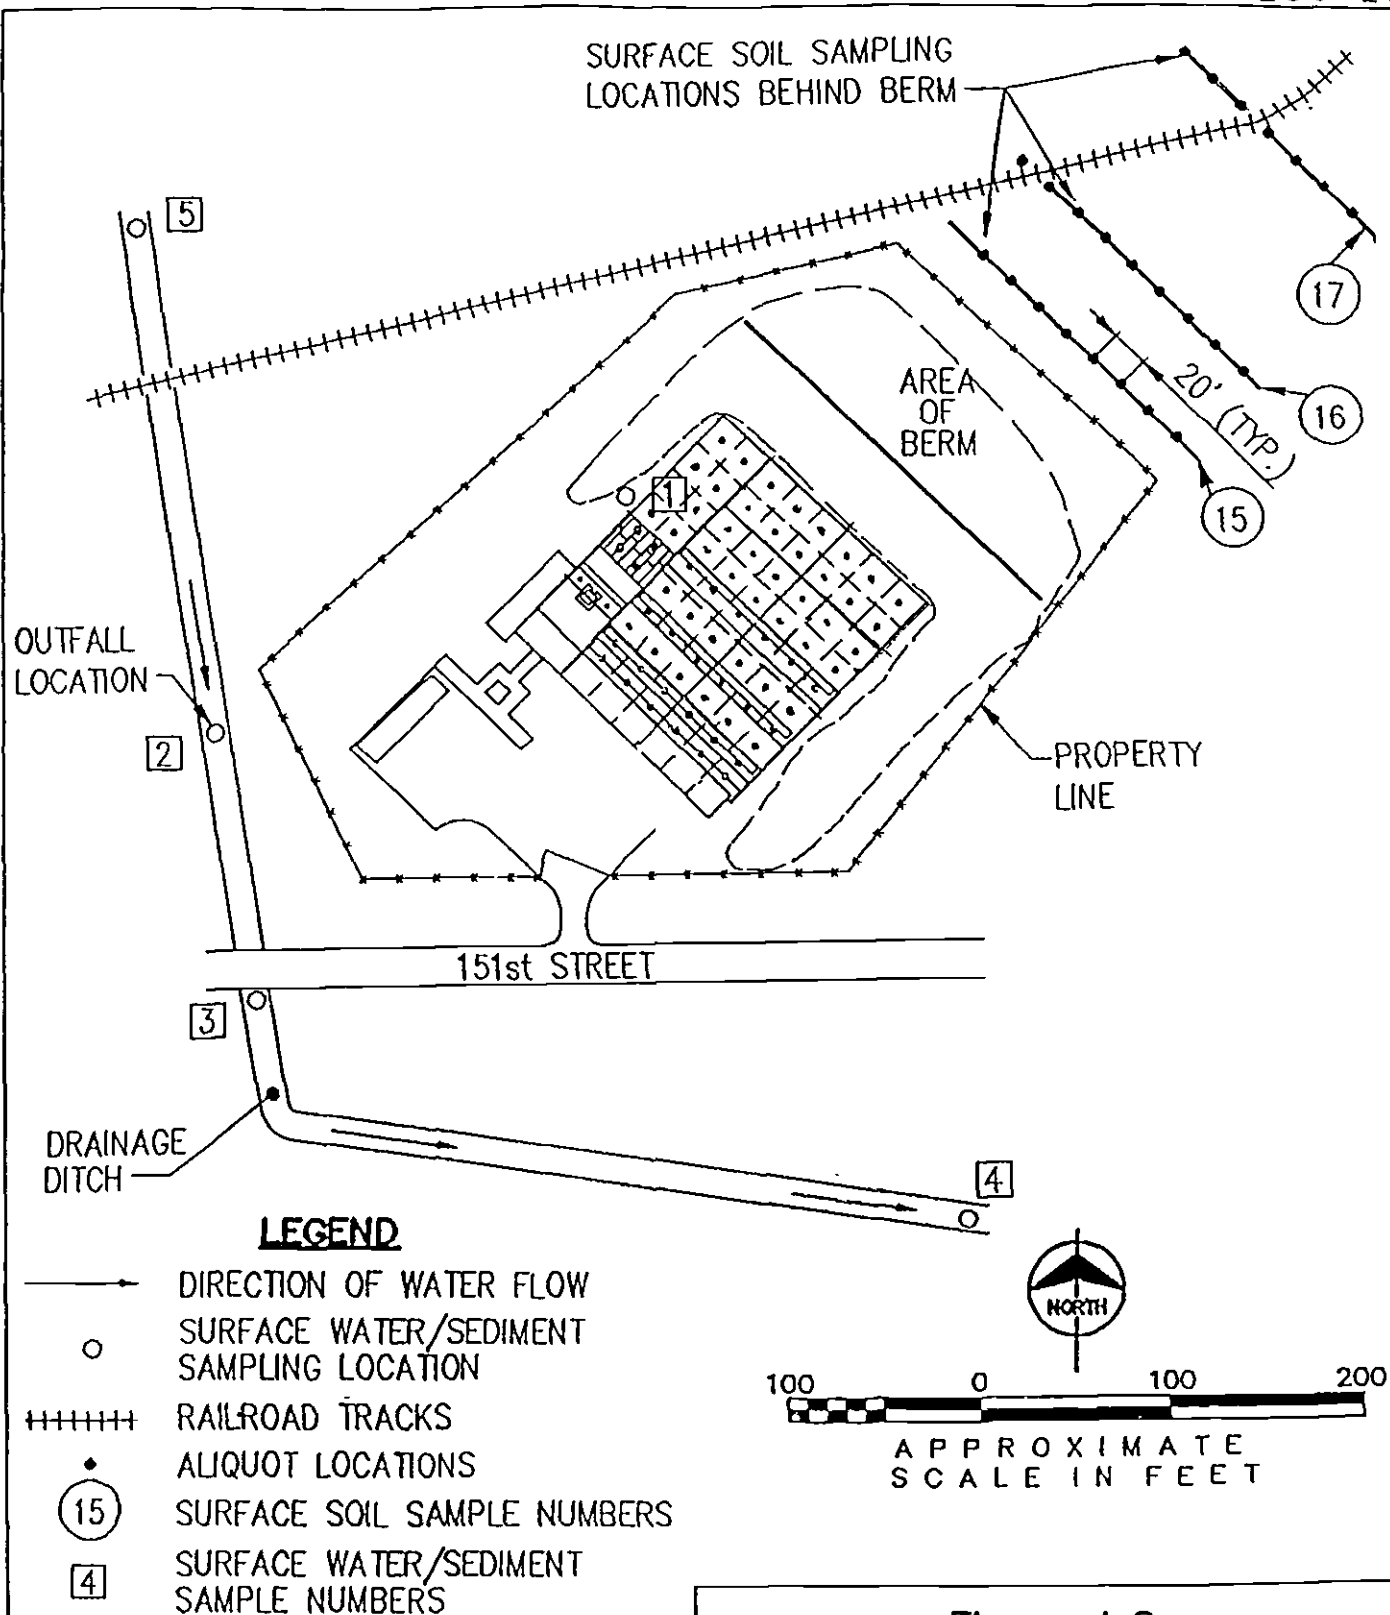 SURFACE SOIL SAMPLING
LOCATIONS BEHIND BERM
5
17
AREA
OF
BERM
20' (TYP.)
16
1
15
OUTFALL
LOCATION
2
PROPERTY
LINE
151st STREET
3
DRAINAGE
DITCH
4
LEGEND
DIRECTION OF WATER FLOW
SURFACE WATER/SEDIMENT
SAMPLING LOCATION
NORTH
100 0 100 200
RAILROAD TRACKS
APPROXIMATE
SCALE IN FEET
ALIQUOT LOCATIONS
15
SURFACE SOIL SAMPLE NUMBERS
4
SURFACE WATER/SEDIMENT
SAMPLE NUMBERS